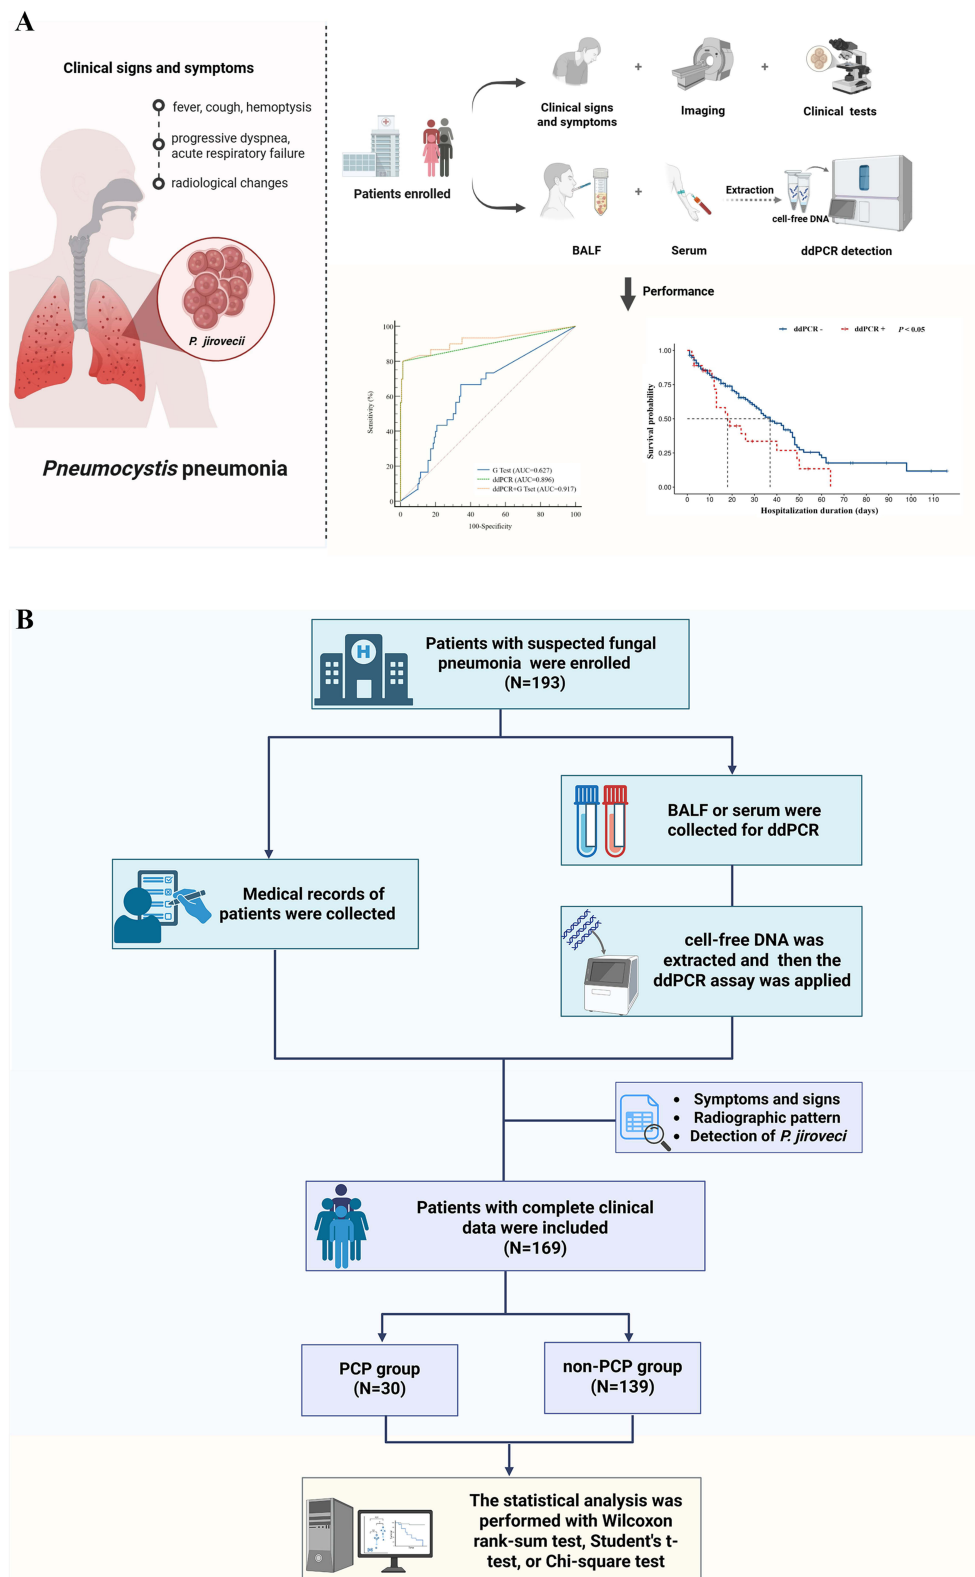 A
Clinical signs and symptoms
fever, cough, hemoptysis
progressive dyspnea,
acute respiratory failure
radiological changes
P. jirovecii
Pneumocystis pneumonia
Patients enrolled
Clinical signs
and symptoms
+
Imaging
+
Clinical tests
BALF
+
Serum
Extraction
cell-free DNA
ddPCR detection
Performance
100
80
60
40
20
0
Sensitivity (%)
G Test (AUC=0.627)
ddPCR (AUC=0.896)
ddPCR+G Tset (AUC=0.917)
0 20 40 60 80 100
100-Specificity
ddPCR - ddPCR + P < 0.05
1.00
0.75
0.50
0.25
0.00
Survival probability
0 10 20 30 40 50 60 70 80 90 100 110
Hospitalization duration (days)
B
H
Patients with suspected fungal
pneumonia were enrolled
(N=193)
BALF or serum were
collected for ddPCR
Medical records of
patients were collected
cell-free DNA was
extracted and then the
ddPCR assay was applied
• Symptoms and signs
• Radiographic pattern
• Detection of P. jiroveci
Patients with complete clinical
data were included
(N=169)
PCP group
(N=30)
non-PCP group
(N=139)
The statistical analysis was
performed with Wilcoxon
rank-sum test, Student's t-
test, or Chi-square test